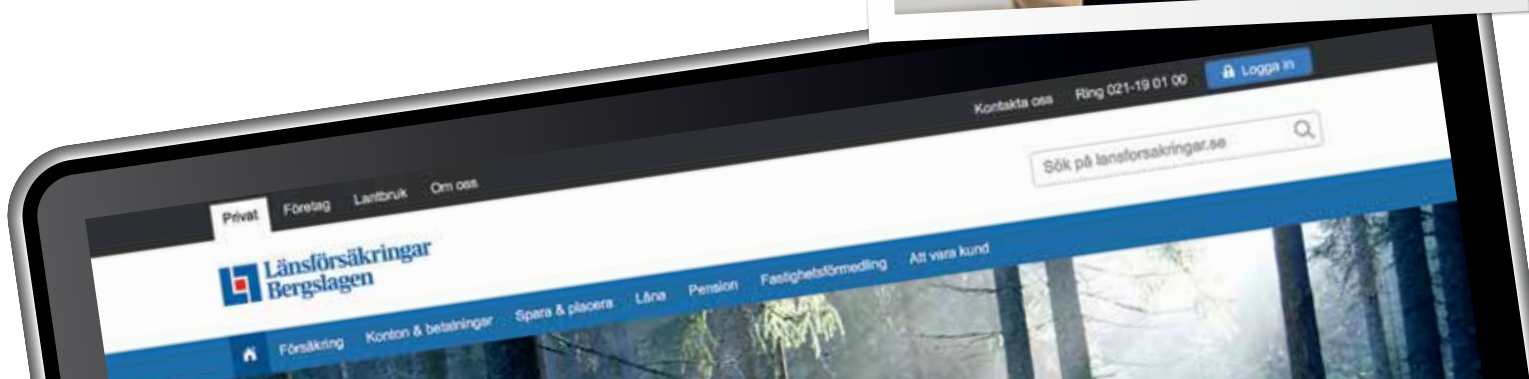 Kontakta oss Ring 021-19 01 00 Logga in
Sök på lansforsakringar.se
Privat Företag Lantbruk Om oss
Länsförsäkringar
Bergslagen
Försäkring Konton & betalningar Spara & placera Låna Pension Fastighetsförmedling Att vara kund